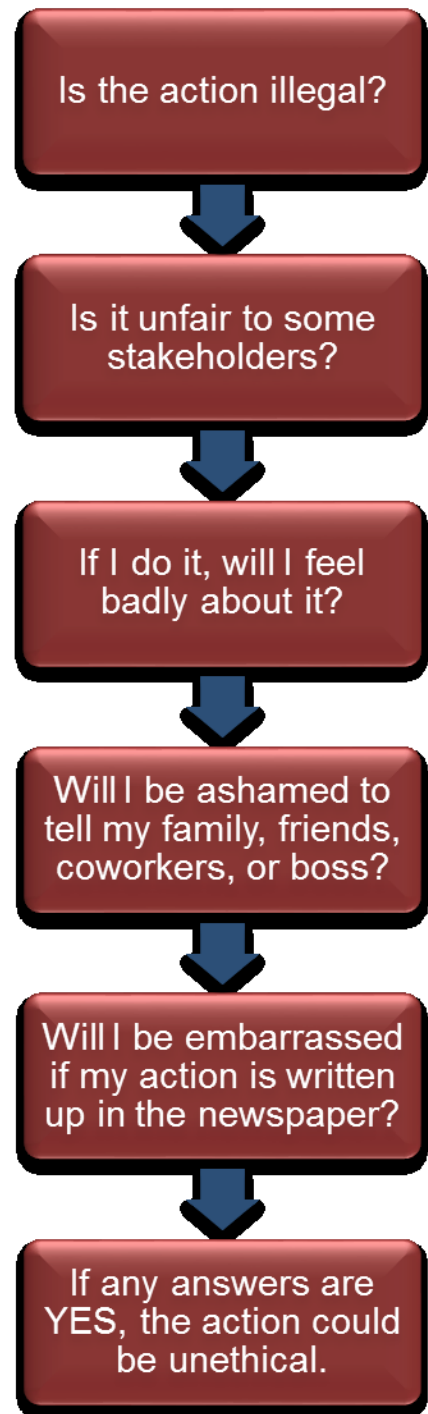 Is the action illegal?
Is it unfair to some
stakeholders?
If I do it, will I feel
badly about it?
Will I be ashamed to
tell my family, friends,
coworkers, or boss?
Will I be embarrassed
if my action is written
up in the newspaper?
If any answers are
YES, the action could
be unethical.